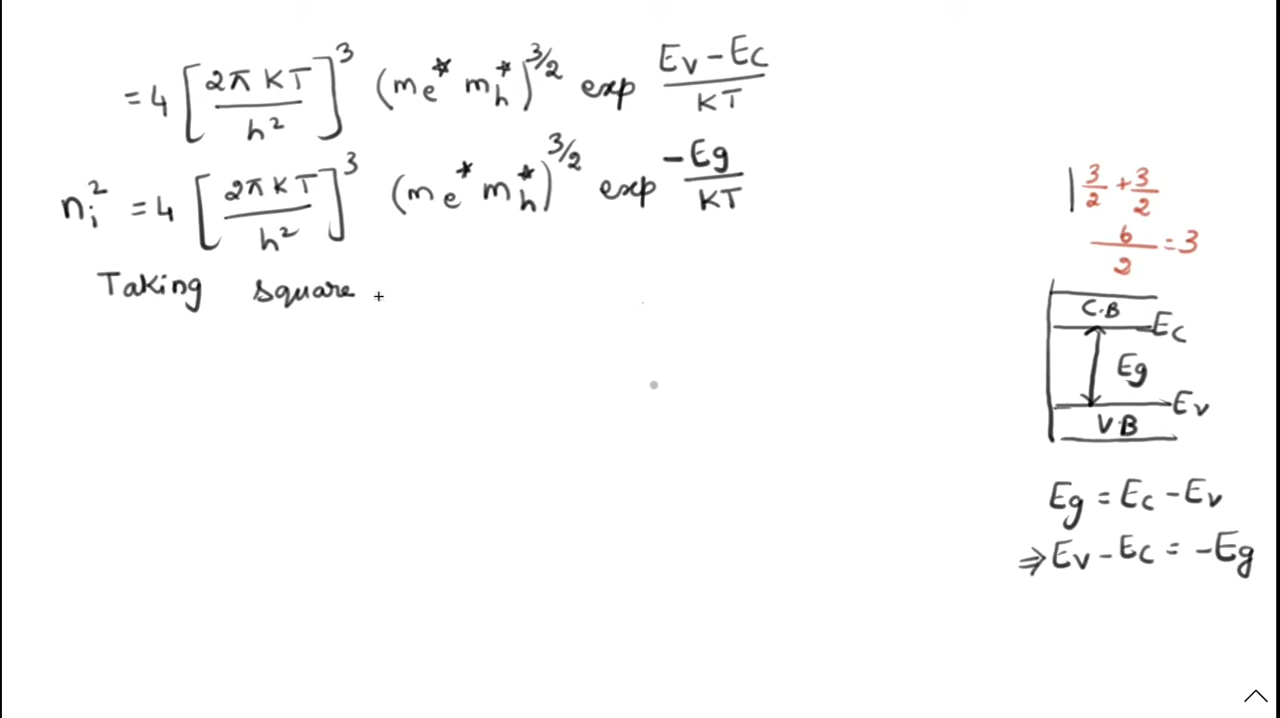 = 4 [2π KT / h²]³ (me* mh*)^3/2 exp Ev - Ec / KT
ni² = 4 [2π KT / h²]³ (me* mh*)^3/2 exp -Eg / KT
Taking square
3/2 + 3/2
6/2 = 3
C.B
Ec
Eg
Ev
V.B
Eg = Ec - Ev
⇒ Ev - Ec = -Eg